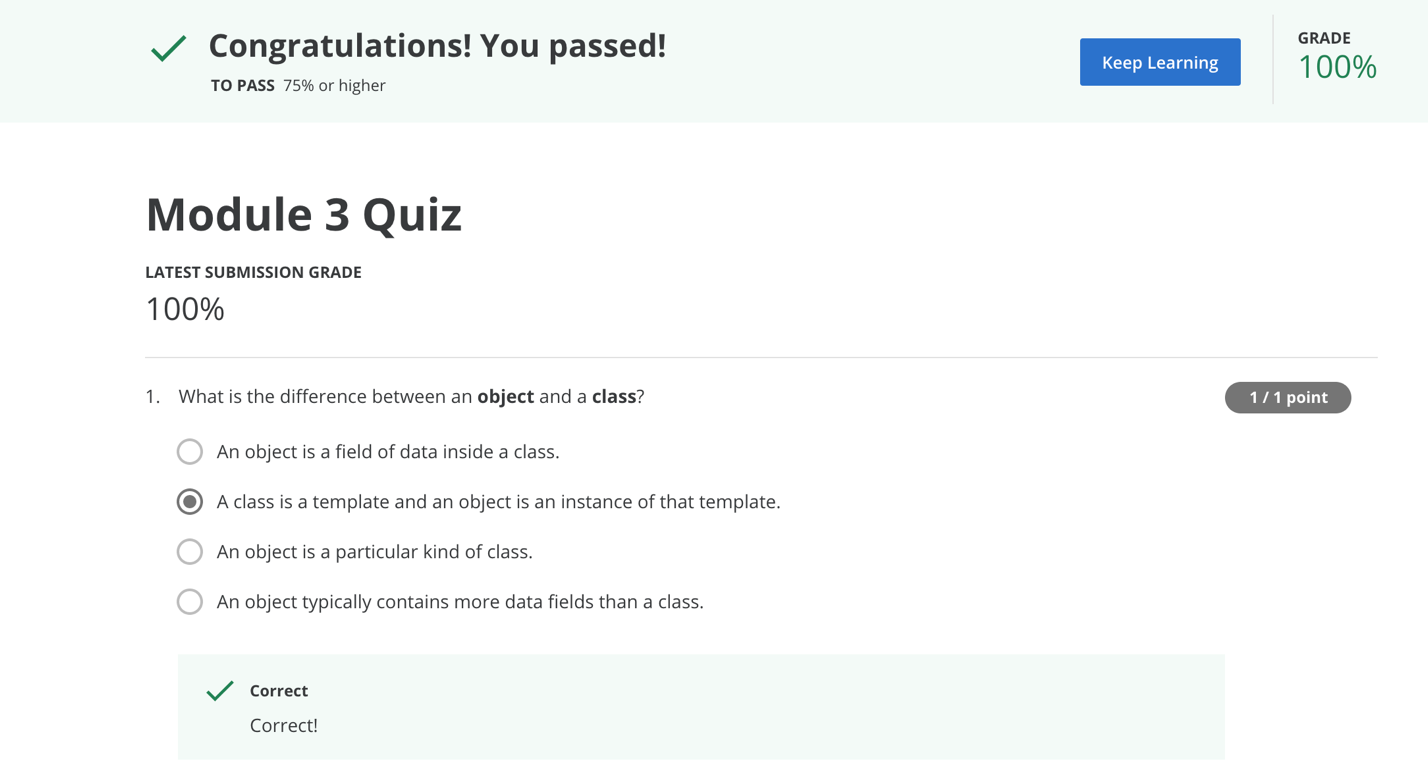 Congratulations! You passed!
TO PASS 75% or higher
Keep Learning
GRADE
100%
Module 3 Quiz
LATEST SUBMISSION GRADE
100%
1. What is the difference between an object and a class?
1 / 1 point
An object is a field of data inside a class.
A class is a template and an object is an instance of that template.
An object is a particular kind of class.
An object typically contains more data fields than a class.
Correct
Correct!